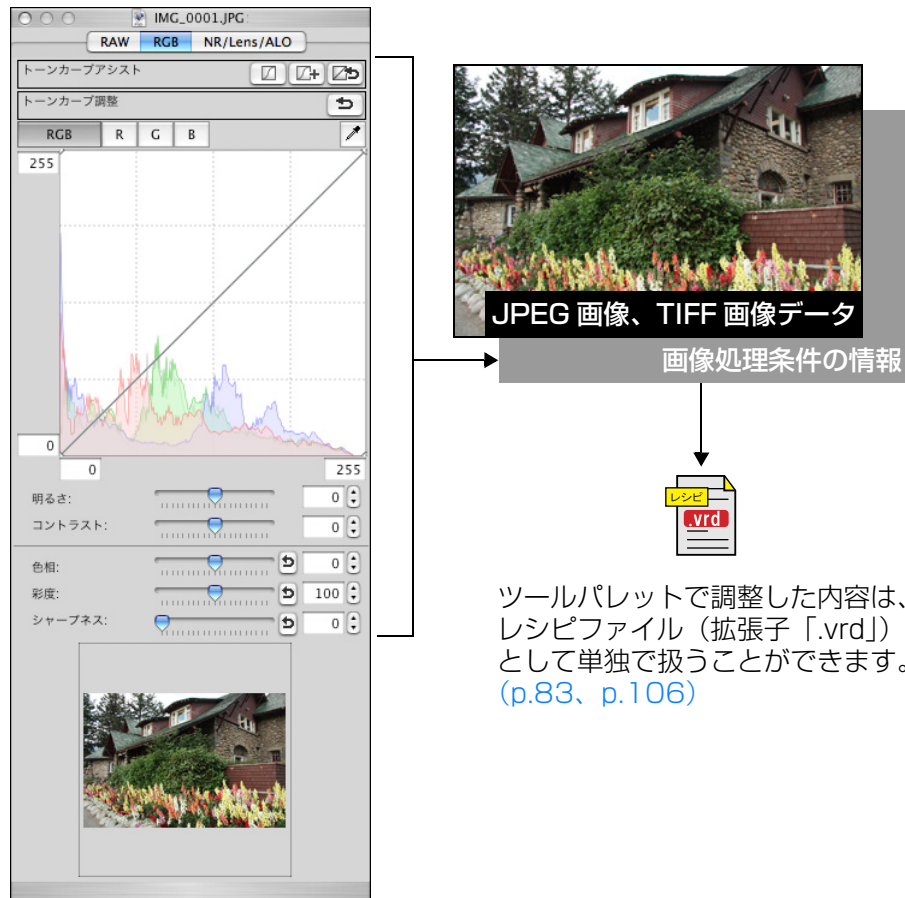 IMG_0001.JPG
RAW RGB NR/Lens/ALO
トーンカーブアシスト
トーンカーブ調整
RGB R G B
255
0
0 255
明るさ: 0
コントラスト: 0
色相: 0
彩度: 100
シャープネス: 0
JPEG 画像、TIFF 画像データ
画像処理条件の情報
レシピ
.vrd
ツールパレットで調整した内容は、
レシピファイル（拡張子「.vrd」）
として単独で扱うことができます。
（p.83、p.106）